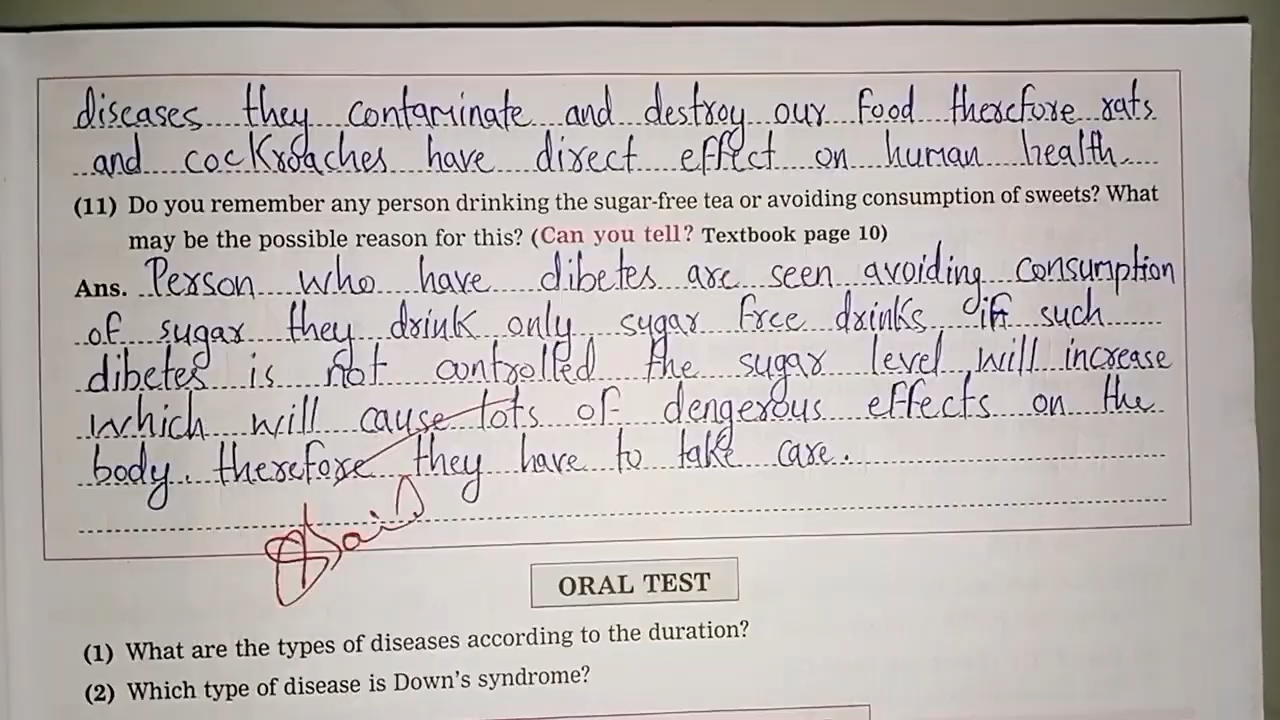 diseases they contaminate and destroy our food therefore rats
and cockroaches have direct effect on human health
(11) Do you remember any person drinking the sugar-free tea or avoiding consumption of sweets? What
may be the possible reason for this? (Can you tell? Textbook page 10)
Ans. Person who have dibetes are seen avoiding consumption
of sugar they drink only sugar free drinks, if such
dibetes is not controlled the sugar level will increase
which will cause lots of dengerous effects on the
body. therefore they have to take care.
ORAL TEST
(1) What are the types of diseases according to the duration?
(2) Which type of disease is Down's syndrome?